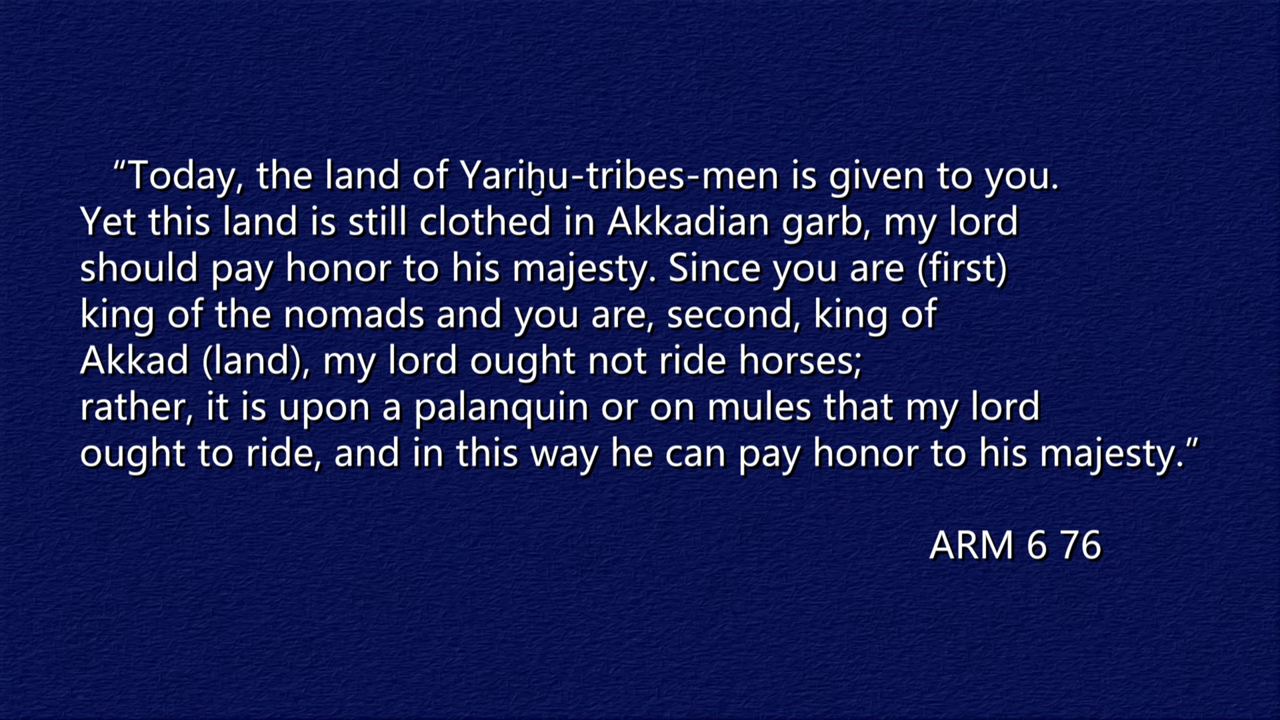 “Today, the land of Yariḫu-tribes-men is given to you.
Yet this land is still clothed in Akkadian garb, my lord
should pay honor to his majesty. Since you are (first)
king of the nomads and you are, second, king of
Akkad (land), my lord ought not ride horses;
rather, it is upon a palanquin or on mules that my lord
ought to ride, and in this way he can pay honor to his majesty.”
ARM 6 76